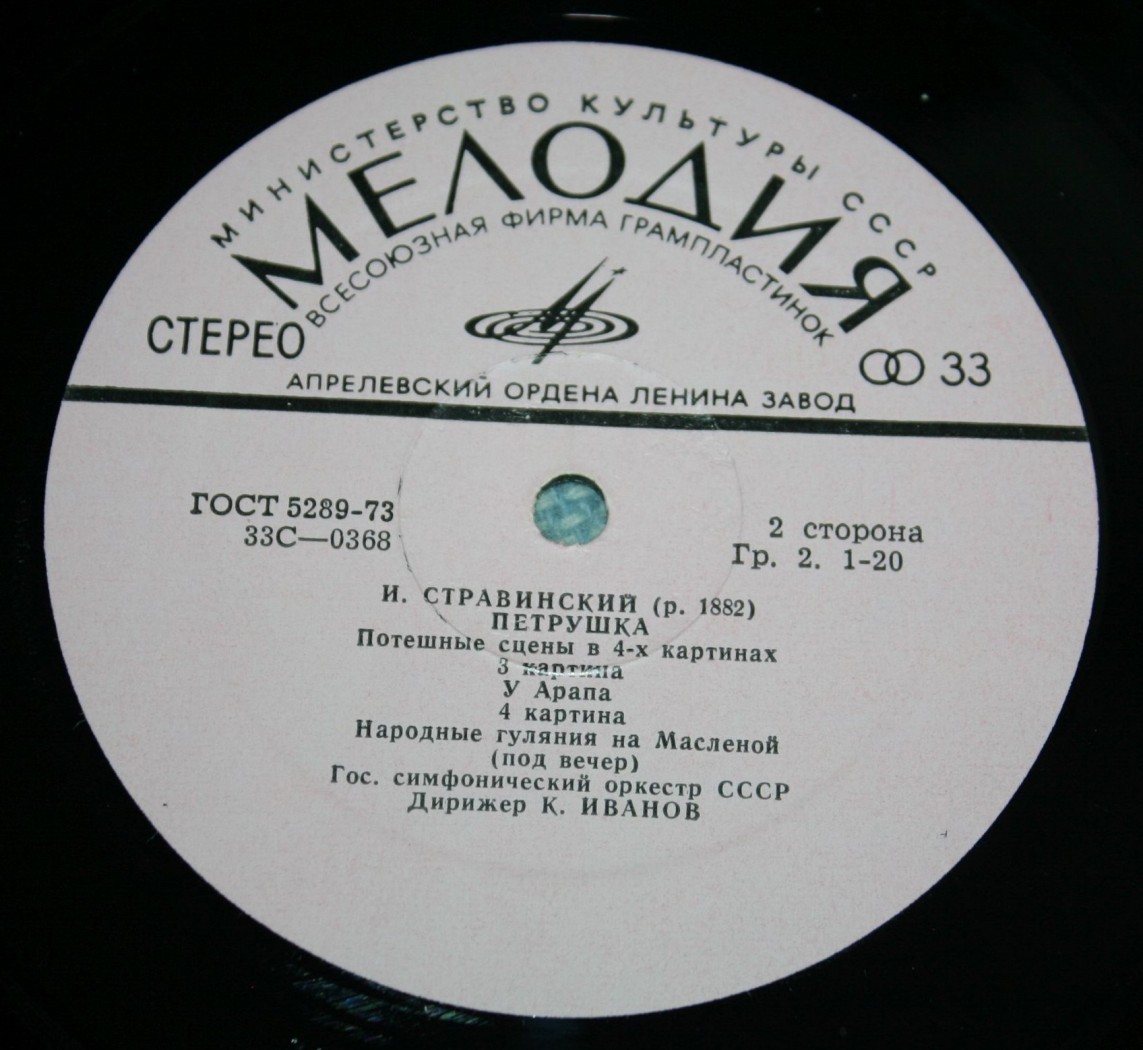 МИНИСТЕРСТВО КУЛЬТУРЫ СССР
МЕЛОДИЯ
ВСЕСОЮЗНАЯ ФИРМА ГРАМПЛАСТИНОК
СТЕРЕО
33
АПРЕЛЕВСКИЙ ОРДЕНА ЛЕНИНА ЗАВОД
ГОСТ 5289-73
33С—0368
2 сторона
Гр. 2. 1-20
И. СТРАВИНСКИЙ (р. 1882)
ПЕТРУШКА
Потешные сцены в 4-х картинах
3 картина
У Арапа
4 картина
Народные гуляния на Масленой
(под вечер)
Гос. симфонический оркестр СССР
Дирижер К. ИВАНОВ